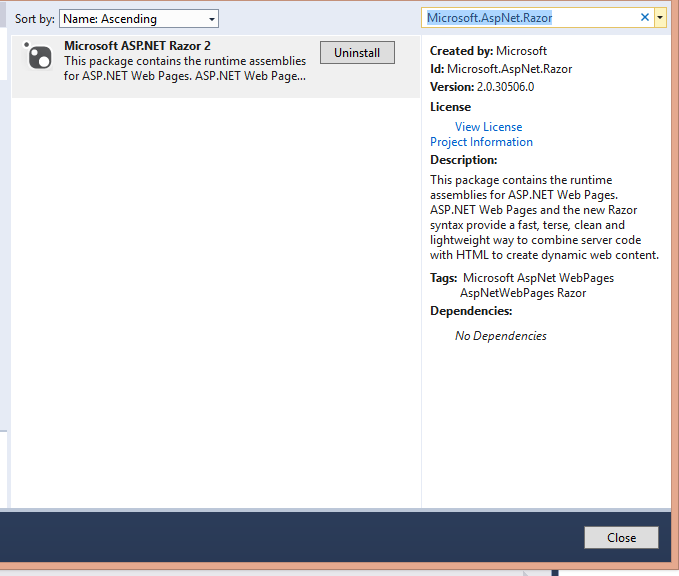 Sort by: Name: Ascending
Microsoft.AspNet.Razor
Microsoft ASP.NET Razor 2
This package contains the runtime assemblies
for ASP.NET Web Pages. ASP.NET Web Page...
Uninstall
Created by: Microsoft
Id: Microsoft.AspNet.Razor
Version: 2.0.30506.0
License
View License
Project Information
Description:
This package contains the runtime
assemblies for ASP.NET Web Pages.
ASP.NET Web Pages and the new Razor
syntax provide a fast, terse, clean and
lightweight way to combine server code
with HTML to create dynamic web content.
Tags: Microsoft AspNet WebPages
AspNetWebPages Razor
Dependencies:
No Dependencies
Close